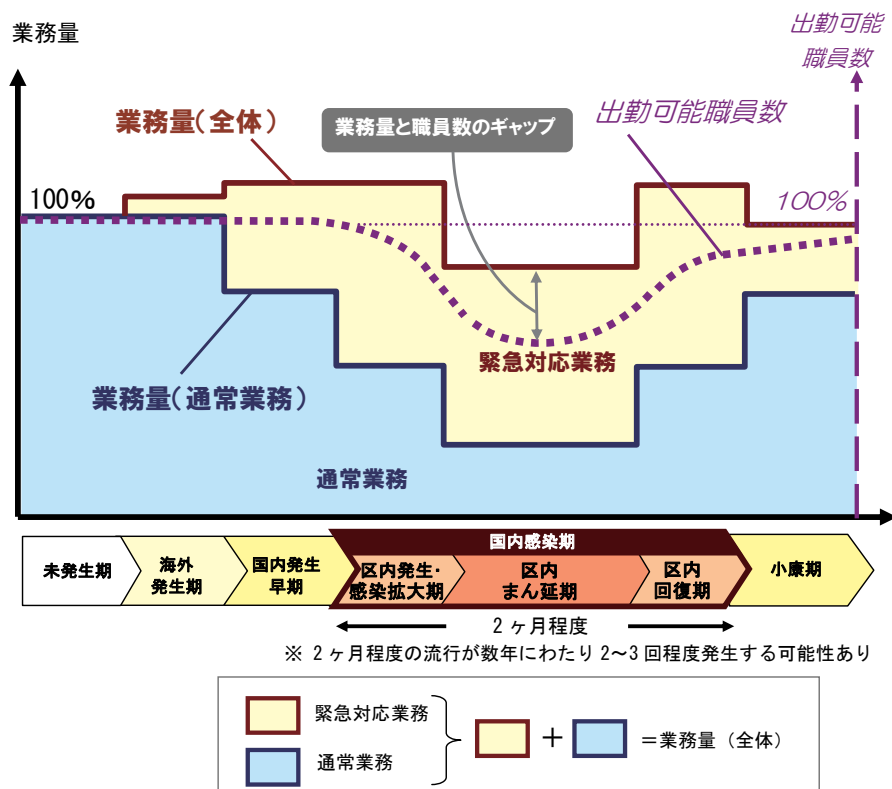 業務量
出勤可能
職員数
業務量(全体)
業務量と職員数のギャップ
出勤可能職員数
100%
100%
緊急対応業務
業務量(通常業務)
通常業務
国内感染期
未発生期
海外
発生期
国内発生
早期
区内発生・
感染拡大期
区内
まん延期
区内
回復期
小康期
2ヶ月程度
※ 2ヶ月程度の流行が数年にわたり2~3回程度発生する可能性あり
緊急対応業務
通常業務
+
=業務量(全体)